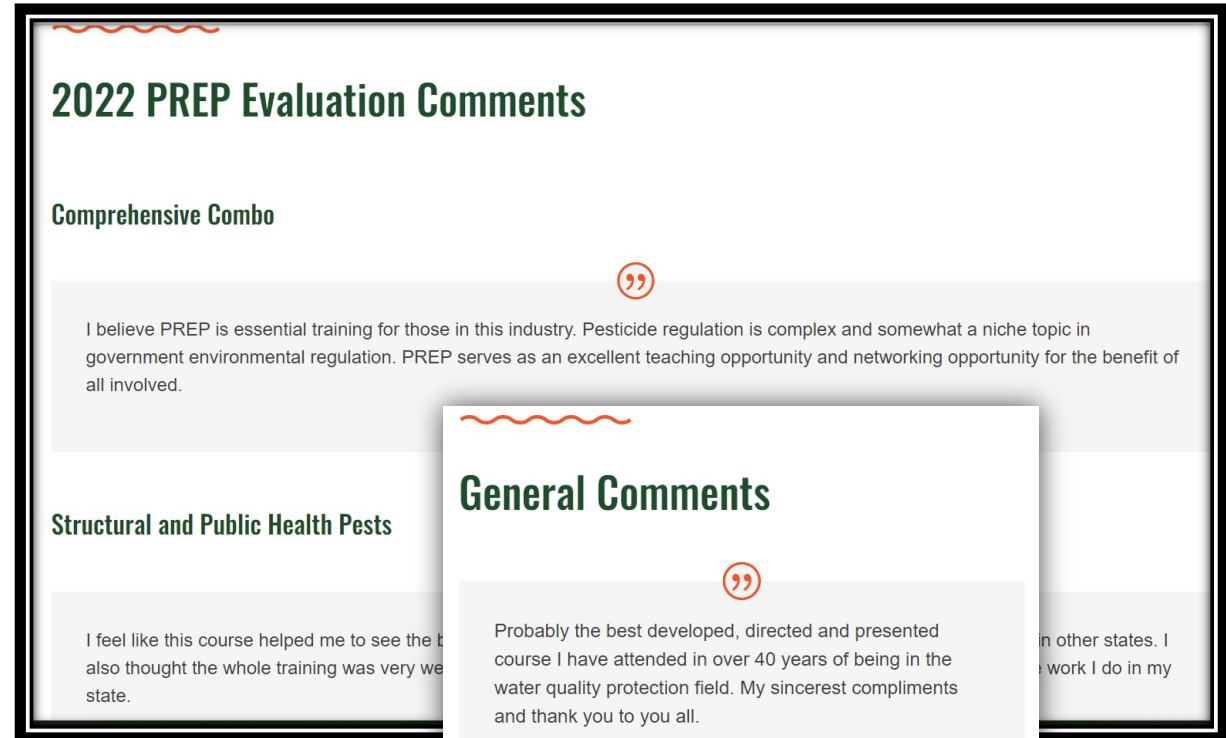 2022 PREP Evaluation Comments
Comprehensive Combo
I believe PREP is essential training for those in this industry. Pesticide regulation is complex and somewhat a niche topic in
government environmental regulation. PREP serves as an excellent teaching opportunity and networking opportunity for the benefit of
all involved.
Structural and Public Health Pests
I feel like this course helped me to see the
in other states. I
also thought the whole training was very
work I do in my
state.
General Comments
Probably the best developed, directed and presented
course I have attended in over 40 years of being in the
water quality protection field. My sincerest compliments
and thank you to you all.